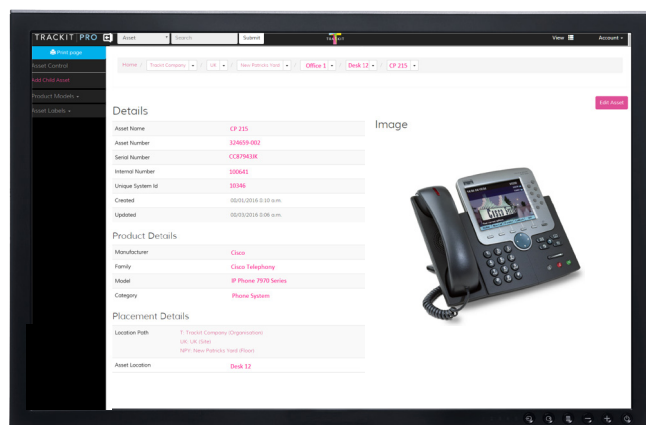 TRACKIT PRO
Asset
Search
Submit
View
Account
Print page
Asset Control
Add Child Asset
Product Models
Asset Labels
Home / Trackit Company / UK / New Patricks Yard / Office 1 / Desk 12 / CP 215
Edit Asset
Details
Image
Asset Name CP 215
Asset Number 324659-002
Serial Number
Internal Number 100641
Unique System Id 10346
Created
Updated
Product Details
Manufacturer Cisco
Family Cisco Telephony
Model IP Phone 7970 Series
Category Phone System
Placement Details
Location Path T: Trackit Company (Organisation)
UK: UK (Site)
NPY: New Patricks Yard (Floor)
Asset Location Desk 12